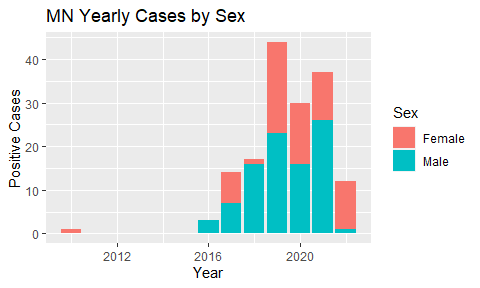 MN Yearly Cases by Sex
Positive Cases
40
30
20
10
0
2012
2016
2020
Year
Sex
Female
Male